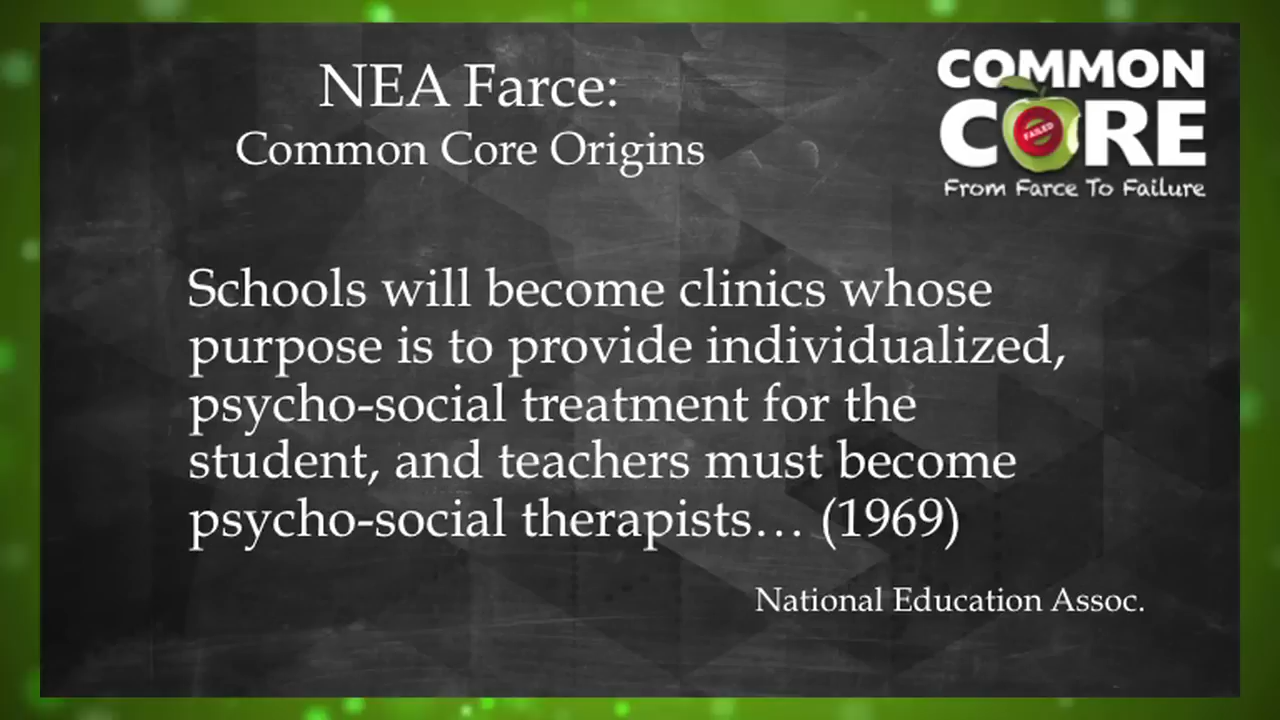 NEA Farce:
Common Core Origins
COMMON
CORE
FAILED
From Farce To Failure
Schools will become clinics whose
purpose is to provide individualized,
psycho-social treatment for the
student, and teachers must become
psycho-social therapists… (1969)
National Education Assoc.